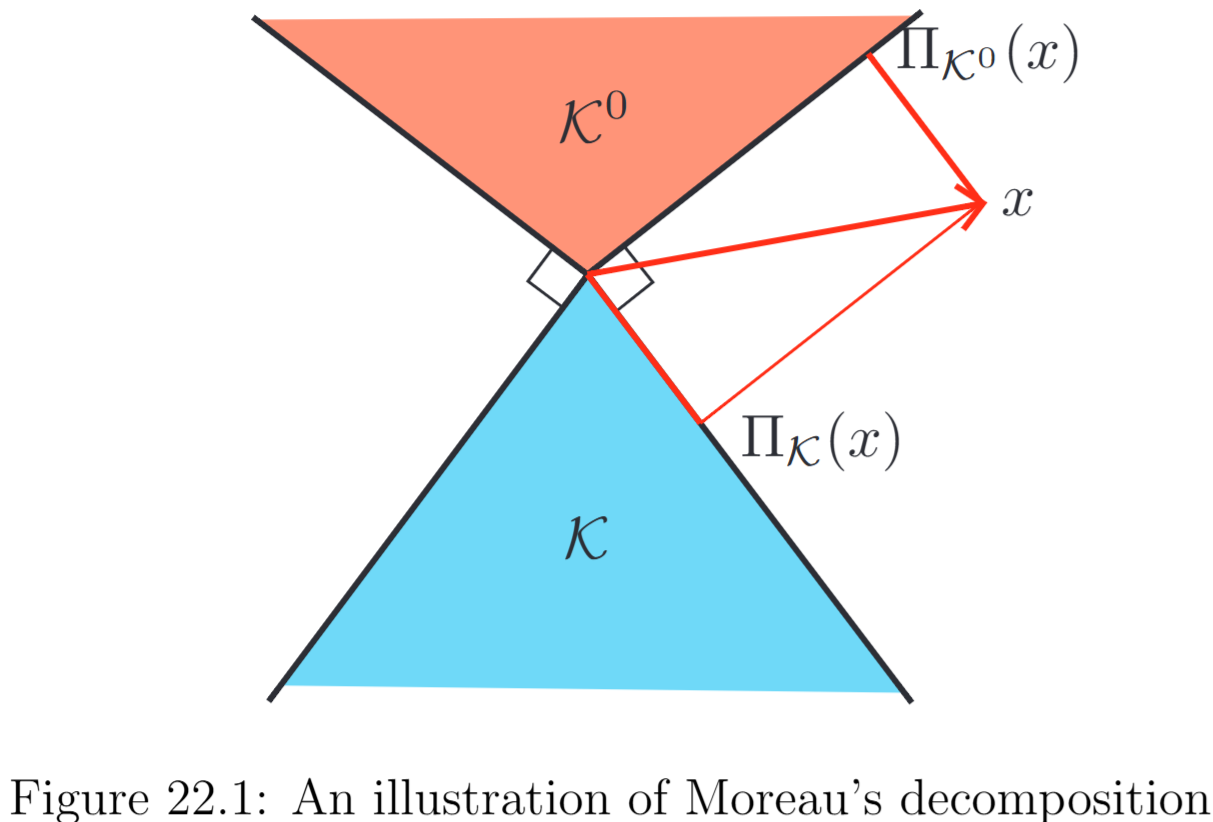 Π_{𝒦⁰}(x)
𝒦⁰
x
Π_𝒦(x)
𝒦
Figure 22.1: An illustration of Moreau's decomposition